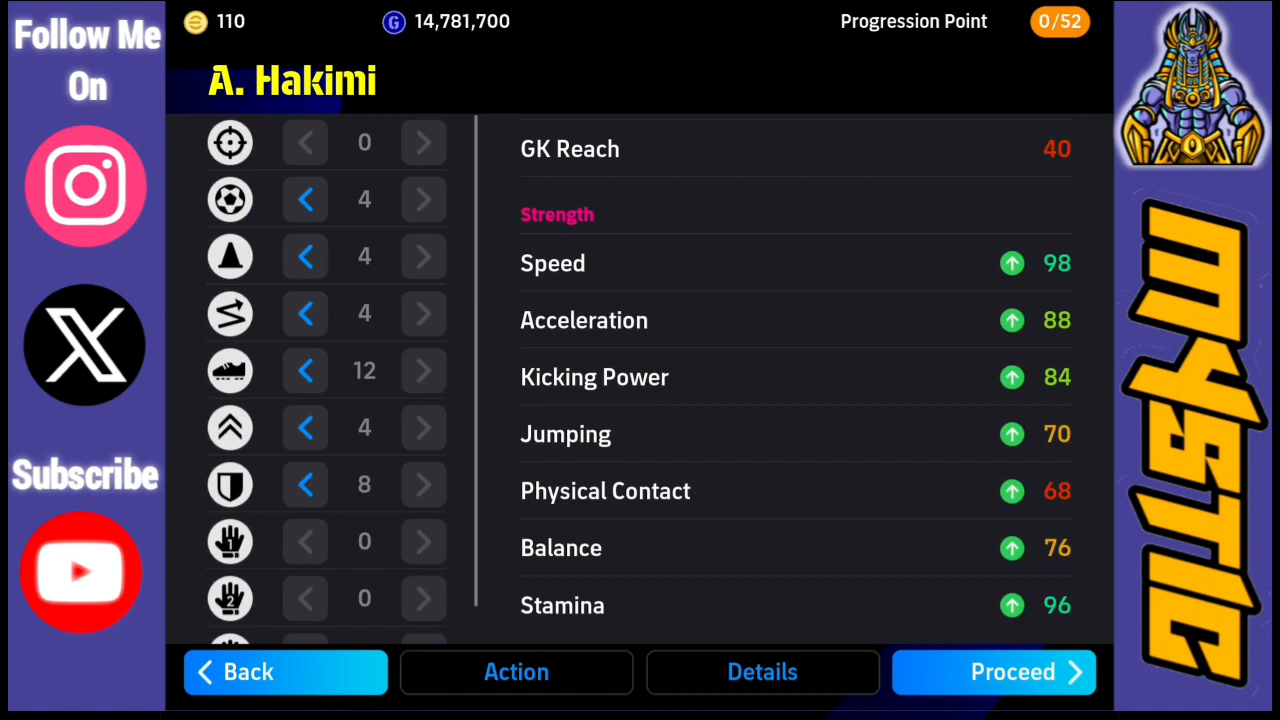 Follow Me
On
Subscribe
110
14,781,700
Progression Point
0/52
A. Hakimi
0
4
4
4
12
4
8
0
0
1
2
GK Reach 40
Strength
Speed 98
Acceleration 88
Kicking Power 84
Jumping 70
Physical Contact 68
Balance 76
Stamina 96
Back
Action
Details
Proceed
MYSTIC